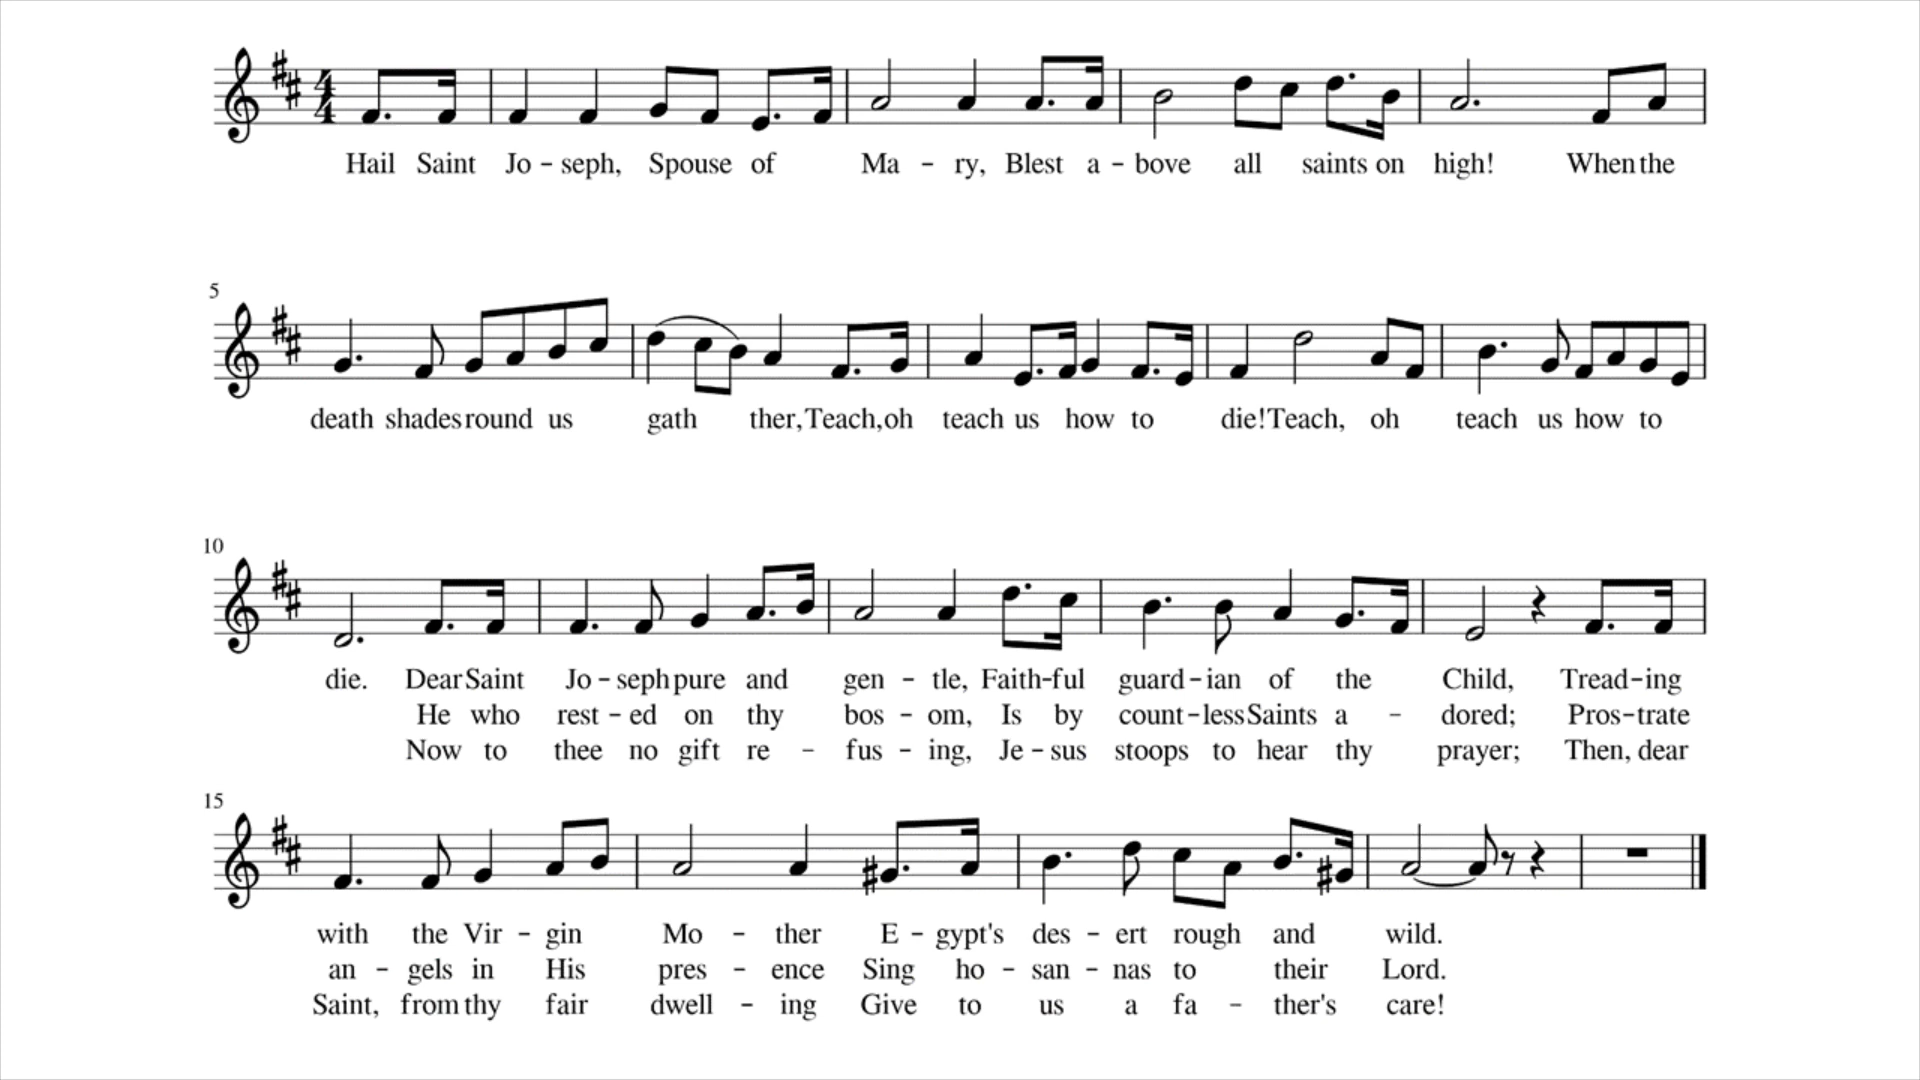 Hail Saint Jo - seph, Spouse of Ma - ry, Blest a - bove all saints on high! When the
5
death shades round us gath ther, Teach, oh teach us how to die! Teach, oh teach us how to
10
die. Dear Saint Jo - seph pure and gen - tle, Faith - ful guard - ian of the Child, Tread - ing
He who rest - ed on thy bos - om, Is by count - less Saints a - dored; Pros - trate
Now to thee no gift re - fus - ing, Je - sus stoops to hear thy prayer; Then, dear
15
with the Vir - gin Mo - ther E - gypt's des - ert rough and wild.
an - gels in His pres - ence Sing ho - san - nas to their Lord.
Saint, from thy fair dwell - ing Give to us a fa - ther's care!